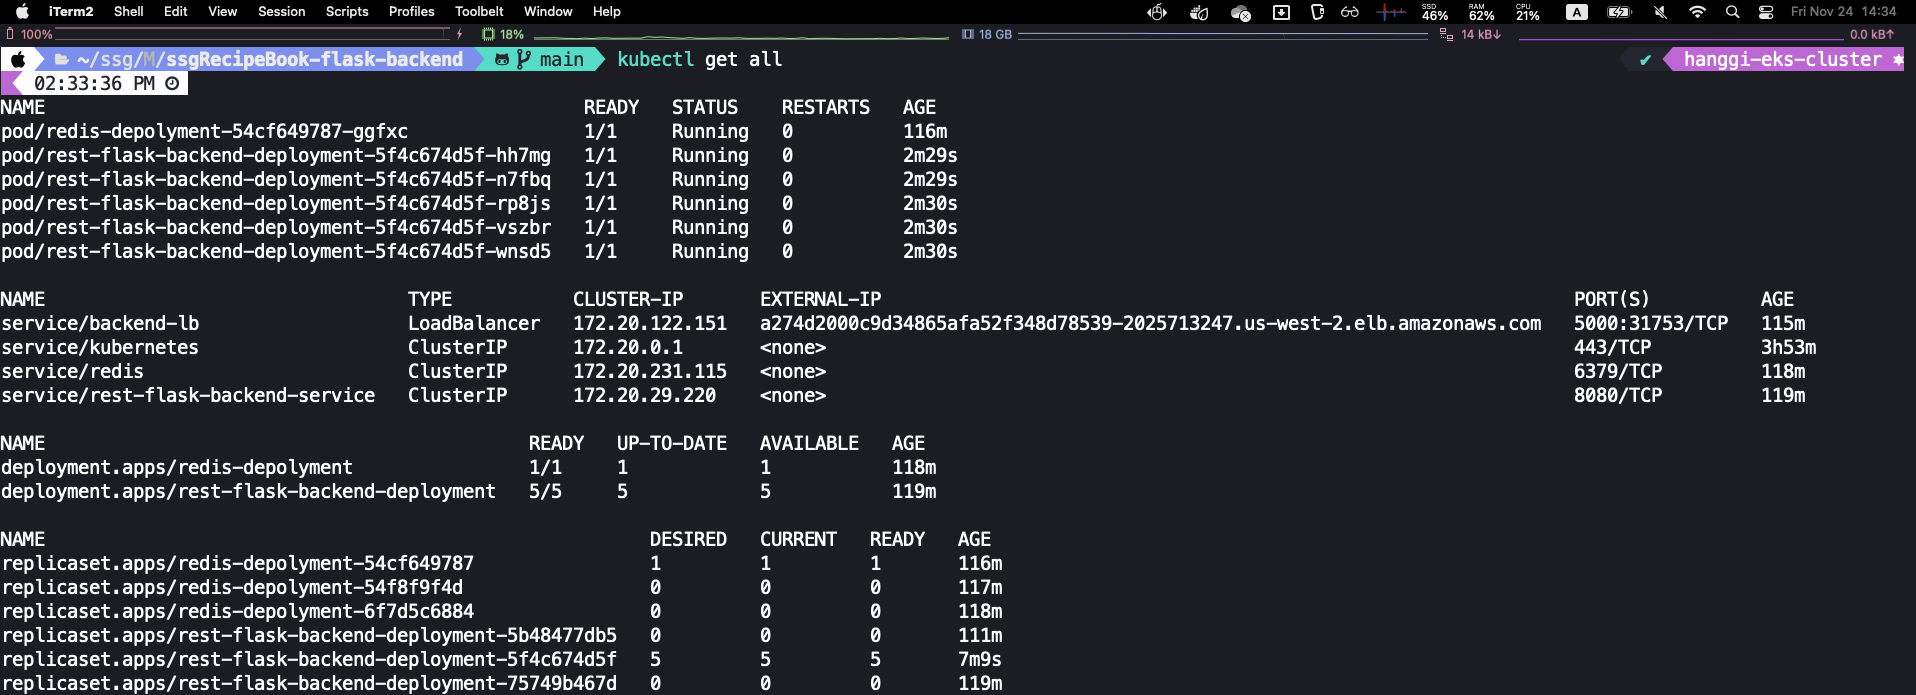 iTerm2 Shell Edit View Session Scripts Profiles Toolbelt Window Help SSD 46% RAM 62% CPU 21% A Fri Nov 24 14:34
100% 18% 18 GB 14 kB↓ 0.0 kB↑
~/ssg/M/ssgRecipeBook-flask-backend main kubectl get all ✔ hanggi-eks-cluster
02:33:36 PM
NAME READY STATUS RESTARTS AGE
pod/redis-depolyment-54cf649787-ggfxc 1/1 Running 0 116m
pod/rest-flask-backend-deployment-5f4c674d5f-hh7mg 1/1 Running 0 2m29s
pod/rest-flask-backend-deployment-5f4c674d5f-n7fbq 1/1 Running 0 2m29s
pod/rest-flask-backend-deployment-5f4c674d5f-rp8js 1/1 Running 0 2m30s
pod/rest-flask-backend-deployment-5f4c674d5f-vszbr 1/1 Running 0 2m30s
pod/rest-flask-backend-deployment-5f4c674d5f-wnsd5 1/1 Running 0 2m30s
NAME TYPE CLUSTER-IP EXTERNAL-IP PORT(S) AGE
service/backend-lb LoadBalancer 172.20.122.151 a274d2000c9d34865afa52f348d78539-2025713247.us-west-2.elb.amazonaws.com 5000:31753/TCP 115m
service/kubernetes ClusterIP 172.20.0.1 <none> 443/TCP 3h53m
service/redis ClusterIP 172.20.231.115 <none> 6379/TCP 118m
service/rest-flask-backend-service ClusterIP 172.20.29.220 <none> 8080/TCP 119m
NAME READY UP-TO-DATE AVAILABLE AGE
deployment.apps/redis-depolyment 1/1 1 1 118m
deployment.apps/rest-flask-backend-deployment 5/5 5 5 119m
NAME DESIRED CURRENT READY AGE
replicaset.apps/redis-depolyment-54cf649787 1 1 1 116m
replicaset.apps/redis-depolyment-54f8f9f4d 0 0 0 117m
replicaset.apps/redis-depolyment-6f7d5c6884 0 0 0 118m
replicaset.apps/rest-flask-backend-deployment-5b48477db5 0 0 0 111m
replicaset.apps/rest-flask-backend-deployment-5f4c674d5f 5 5 5 7m9s
replicaset.apps/rest-flask-backend-deployment-75749b467d 0 0 0 119m